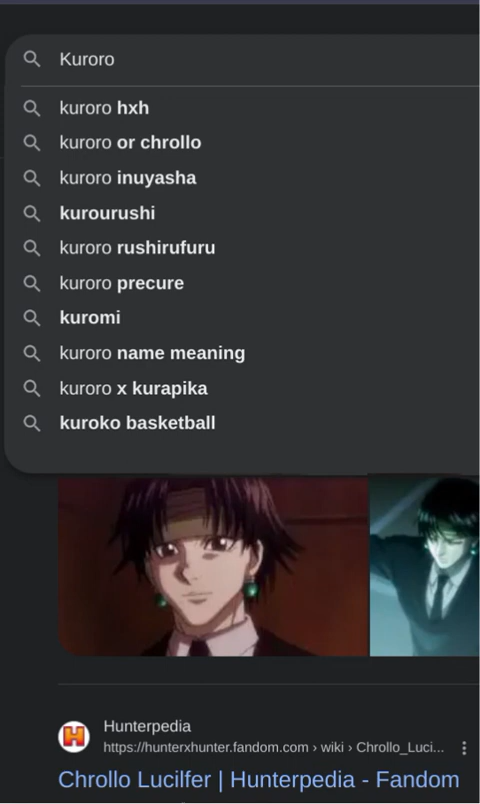 Kuroro
kuroro hxh
kuroro or chrollo
kuroro inuyasha
kurourushi
kuroro rushirufuru
kuroro precure
kuromi
kuroro name meaning
kuroro x kurapika
kuroko basketball
Hunterpedia
https://hunterxhunter.fandom.com › wiki › Chrollo_Luci...
Chrollo Lucilfer | Hunterpedia - Fandom